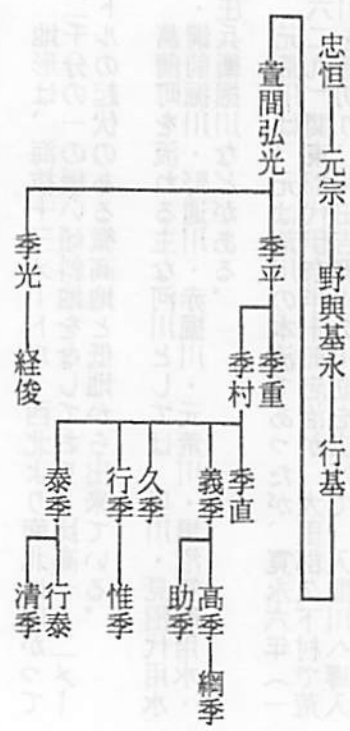 忠恒 元宗 野與基永 行基
萱間弘光 季平 季重
季村 季直
義季 高季 綱季
助季
久季
行季 惟季
泰季 行泰
清季
季光 経俊